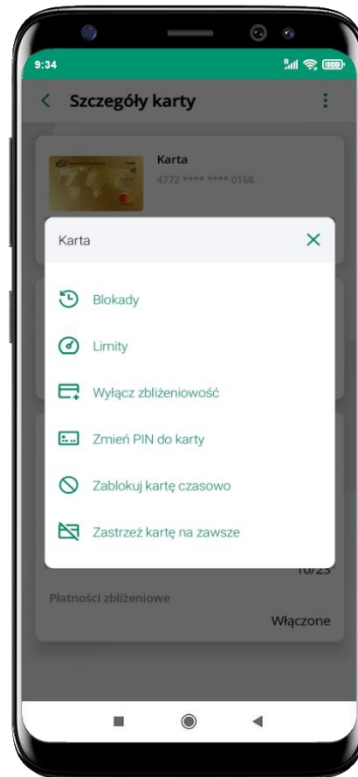 9:34
Szczegóły karty
Karta
4772 **** **** 0168
Karta
Blokady
Limity
Wyłącz zbliżeniowość
Zmień PIN do karty
Zablokuj kartę czasowo
Zastrzeż kartę na zawsze
10/23
Płatności zbliżeniowe
Włączone